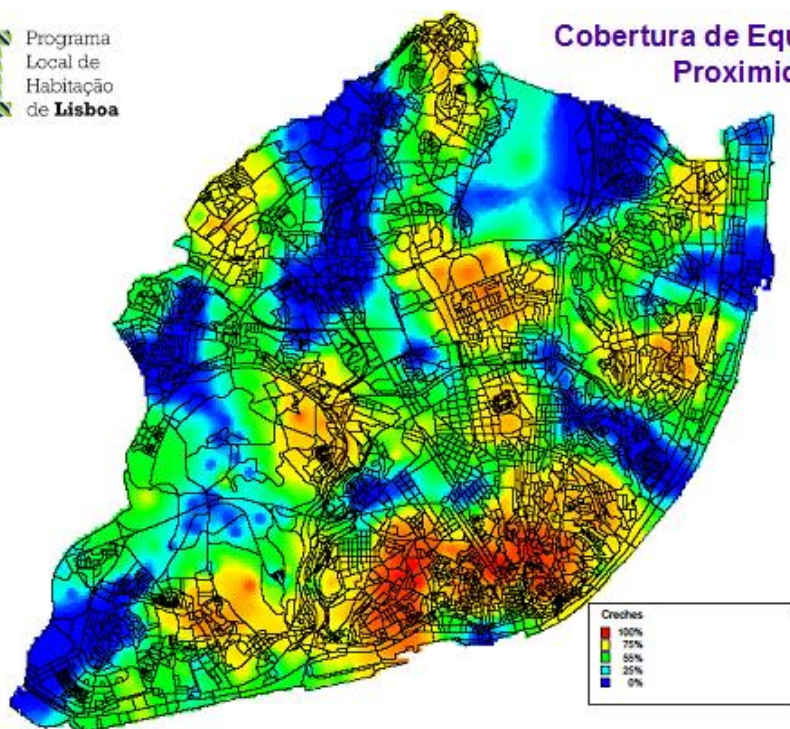 Programa
Local de
Habitação
de Lisboa
Cobertura de Equ
Proximid
Creches
100%
75%
55%
25%
0%